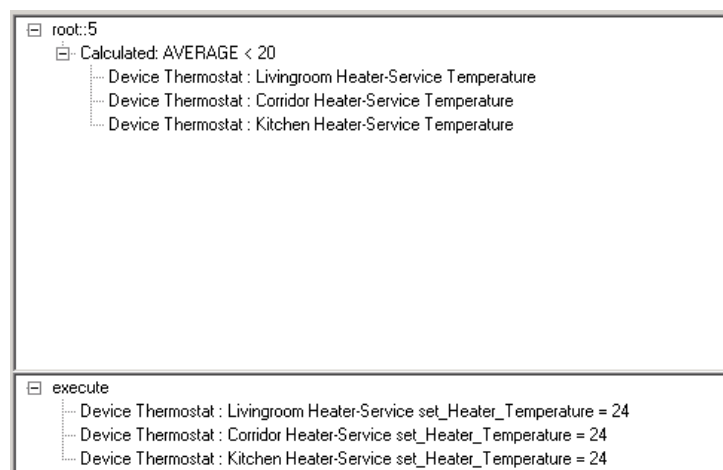 root::5
Calculated: AVERAGE < 20
Device Thermostat : Livingroom Heater-Service Temperature
Device Thermostat : Corridor Heater-Service Temperature
Device Thermostat : Kitchen Heater-Service Temperature
execute
Device Thermostat : Livingroom Heater-Service set_Heater_Temperature = 24
Device Thermostat : Corridor Heater-Service set_Heater_Temperature = 24
Device Thermostat : Kitchen Heater-Service set_Heater_Temperature = 24